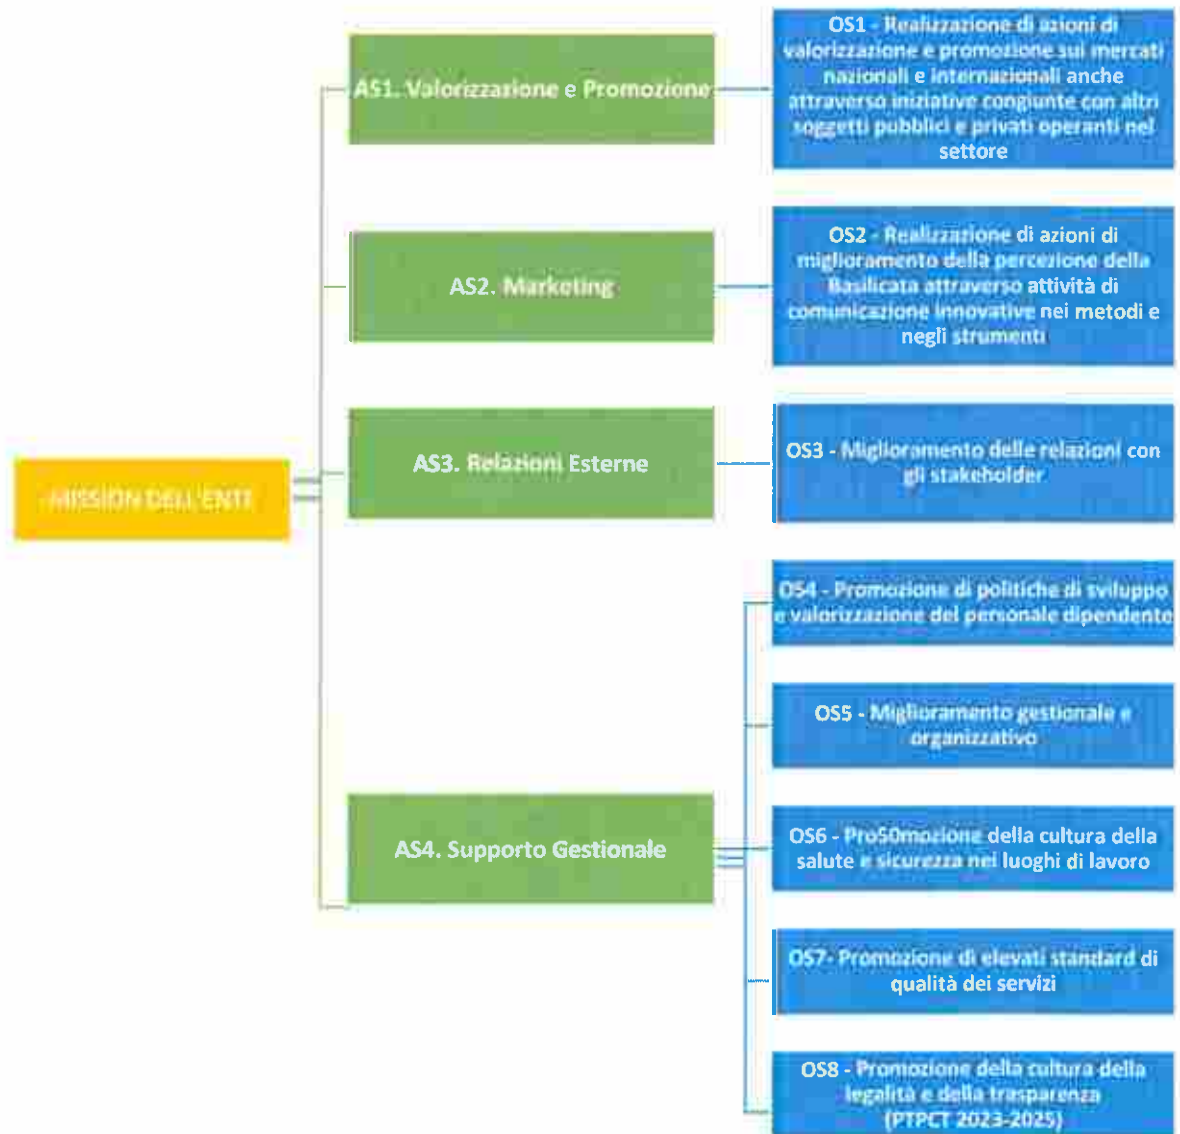 OS1 - Realizzazione di azioni di
valorizzazione e promozione sui mercati
nazionali e internazionali anche
attraverso iniziative congiunte con altri
soggetti pubblici e privati operanti nel
settore
AS1. Valorizzazione e Promozione
OS2 - Realizzazione di azioni di
miglioramento della percezione della
Basilicata attraverso attività di
comunicazione innovative nei metodi e
negli strumenti
AS2. Marketing
AS3. Relazioni Esterne
OS3 - Miglioramento delle relazioni con
gli stakeholder
MISSION DELL'ENTE
OS4 - Promozione di politiche di sviluppo
e valorizzazione del personale dipendente
OS5 - Miglioramento gestionale e
organizzativo
AS4. Supporto Gestionale
OS6 - Pro50mozione della cultura della
salute e sicurezza nei luoghi di lavoro
OS7- Promozione di elevati standard di
qualità dei servizi
OS8 - Promozione della cultura della
legalità e della trasparenza
(PTPCT 2023-2025)